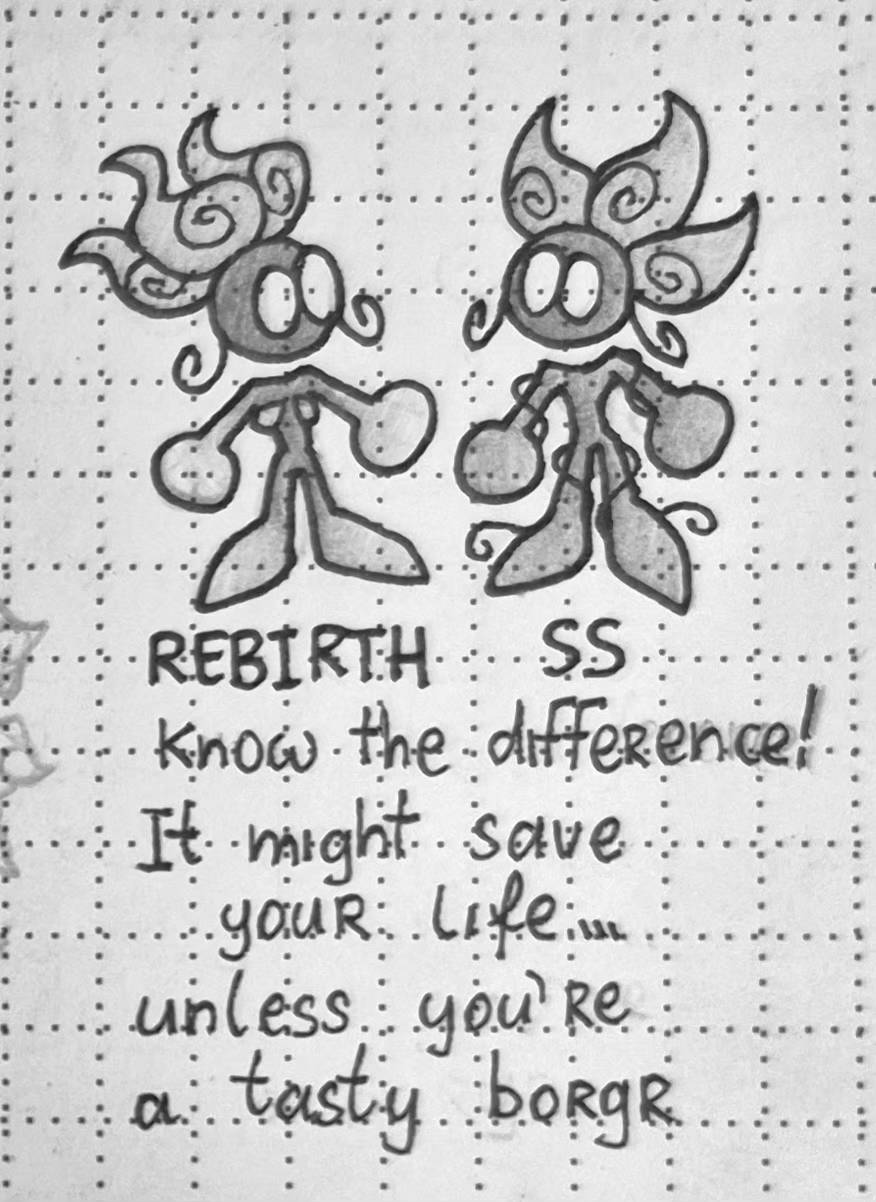 REBIRTH SS
Know the difference!
It might save
your life...
unless you're
a tasty borgr